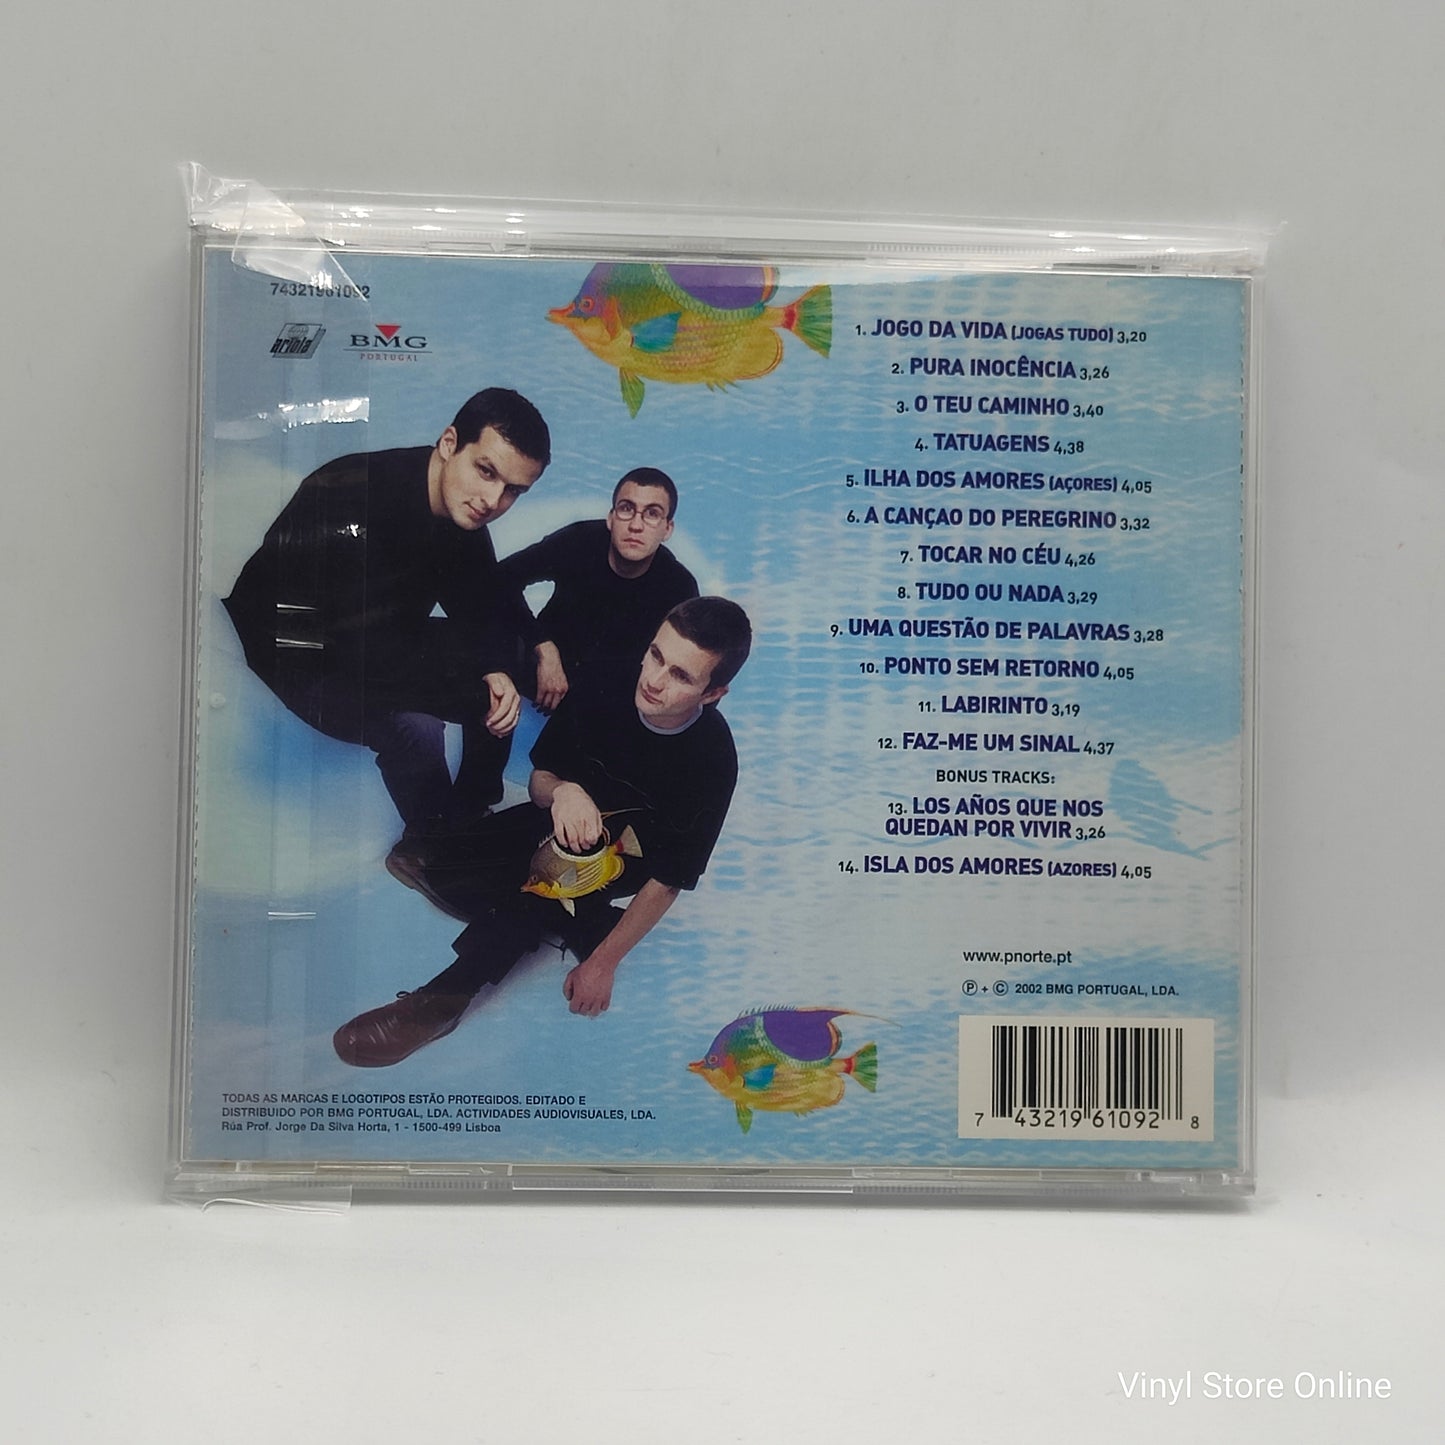 74321961092
ariola
BMG
PORTUGAL
1. JOGO DA VIDA (JOGAS TUDO) 3,20
2. PURA INOCÊNCIA 3,26
3. O TEU CAMINHO 3,40
4. TATUAGENS 4,38
5. ILHA DOS AMORES (AÇORES) 4,05
6. A CANÇAO DO PEREGRINO 3,32
7. TOCAR NO CÉU 4,26
8. TUDO OU NADA 3,29
9. UMA QUESTÃO DE PALAVRAS 3,28
10. PONTO SEM RETORNO 4,05
11. LABIRINTO 3,19
12. FAZ-ME UM SINAL 4,37
BONUS TRACKS:
13. LOS AÑOS QUE NOS
QUEDAN POR VIVIR 3,26
14. ISLA DOS AMORES (AZORES) 4,05
www.pnorte.pt
Ⓟ + © 2002 BMG PORTUGAL, LDA.
7 43219 61092 8
TODAS AS MARCAS E LOGOTIPOS ESTÃO PROTEGIDOS. EDITADO E
DISTRIBUIDO POR BMG PORTUGAL, LDA. ACTIVIDADES AUDIOVISUALES, LDA.
Rúa Prof. Jorge Da Silva Horta, 1 - 1500-499 Lisboa
Vinyl Store Online